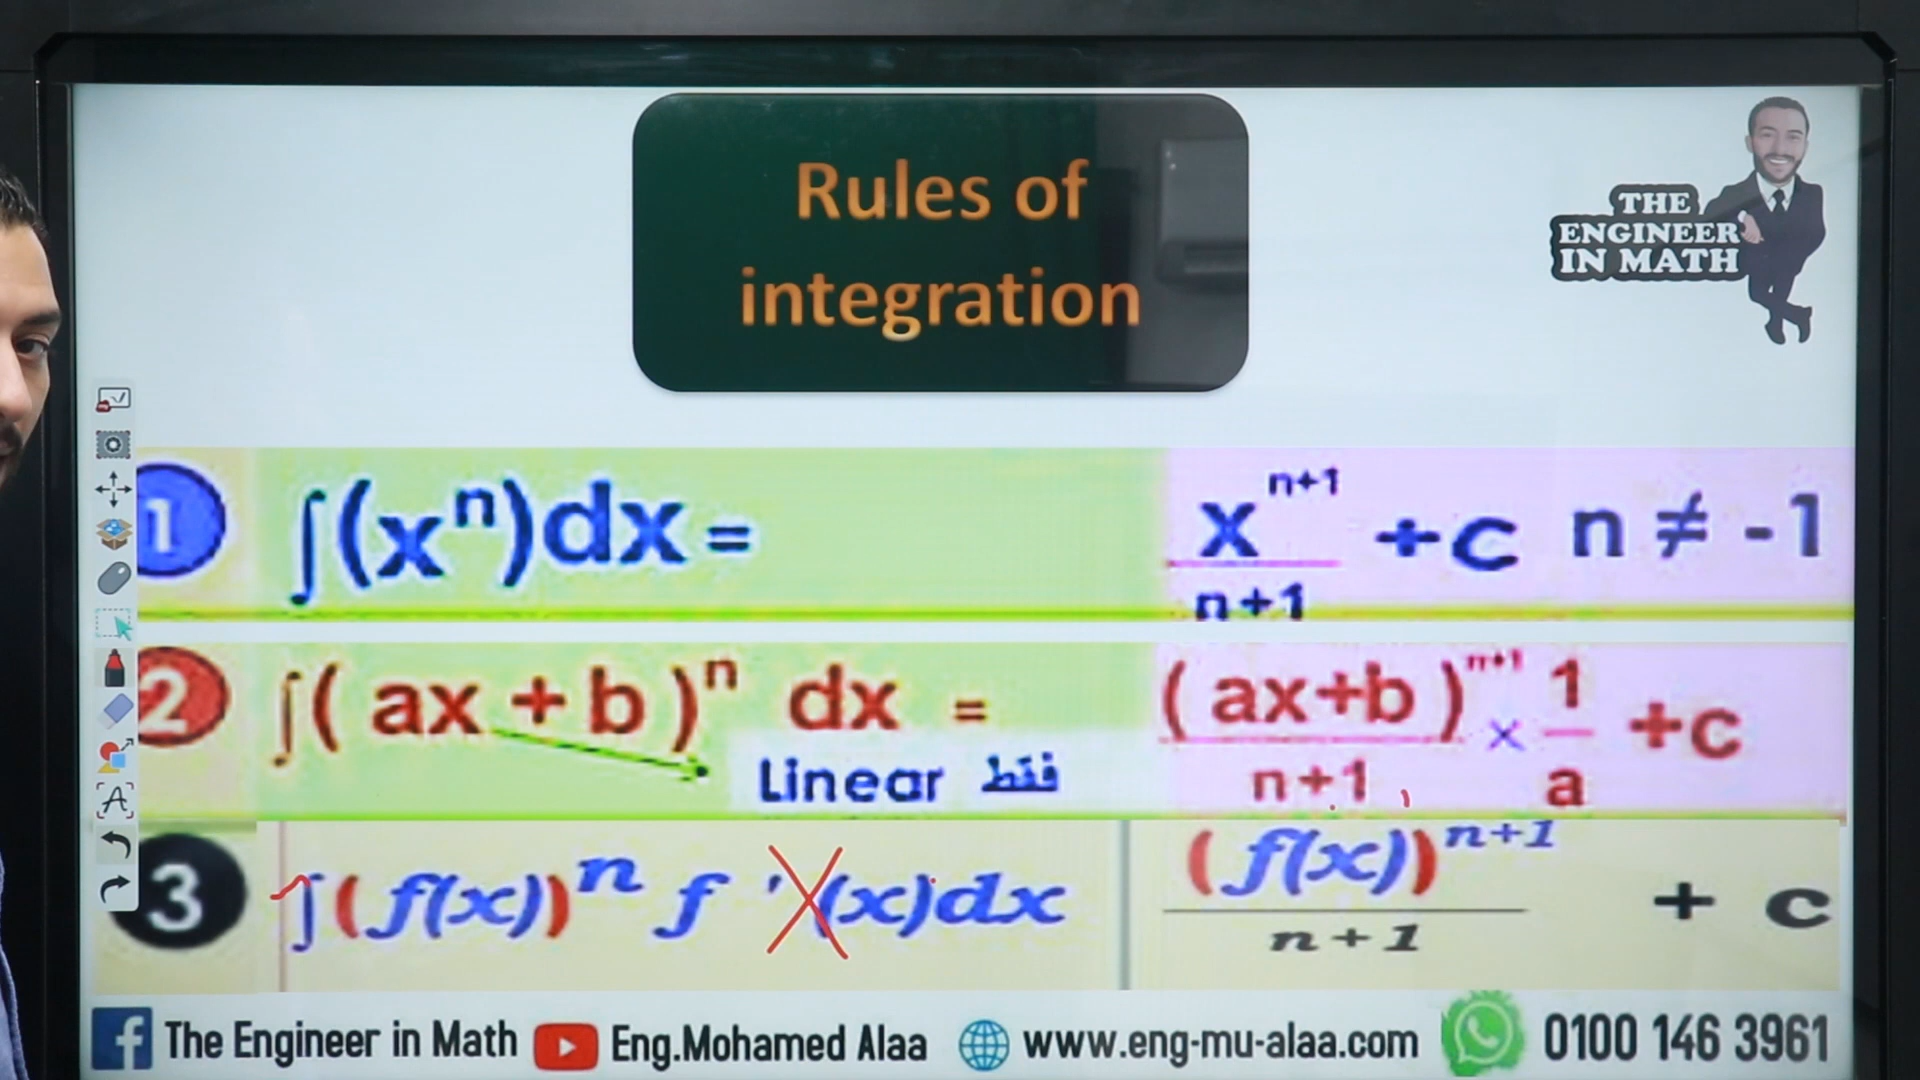 Rules of
integration
THE
ENGINEER
IN MATH
1 ∫(xⁿ)dx = xⁿ⁺¹/n+1 +c n ≠ -1
2 ∫( ax + b )ⁿ dx = ( ax+b )ⁿ⁺¹/n+1 × 1/a +c
Linear فقط
3 ∫(f(x))ⁿ f '(x)dx (f(x))ⁿ⁺¹/n+1 + c
The Engineer in Math Eng.Mohamed Alaa www.eng-mu-alaa.com 0100 146 3961